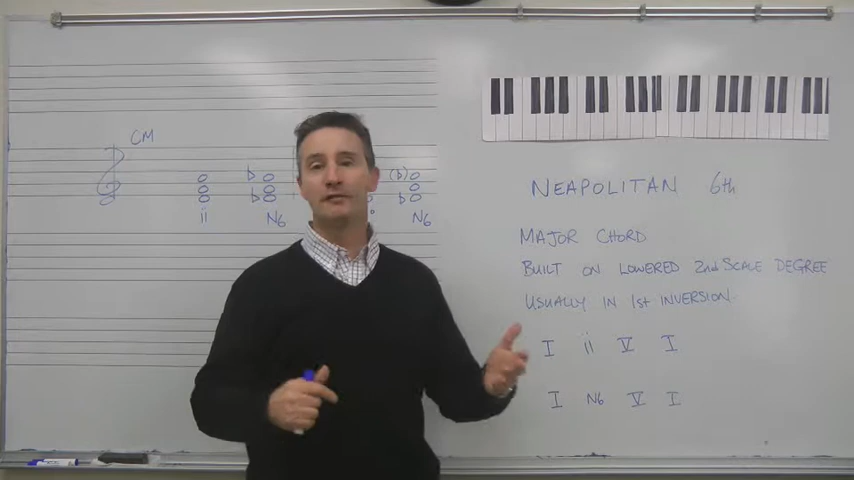 CM
ii
N6
N6
NEAPOLITAN 6th
MAJOR CHORD
BUILT ON LOWERED 2nd SCALE DEGREE
USUALLY IN 1st INVERSION
I ii V I
I N6 V I